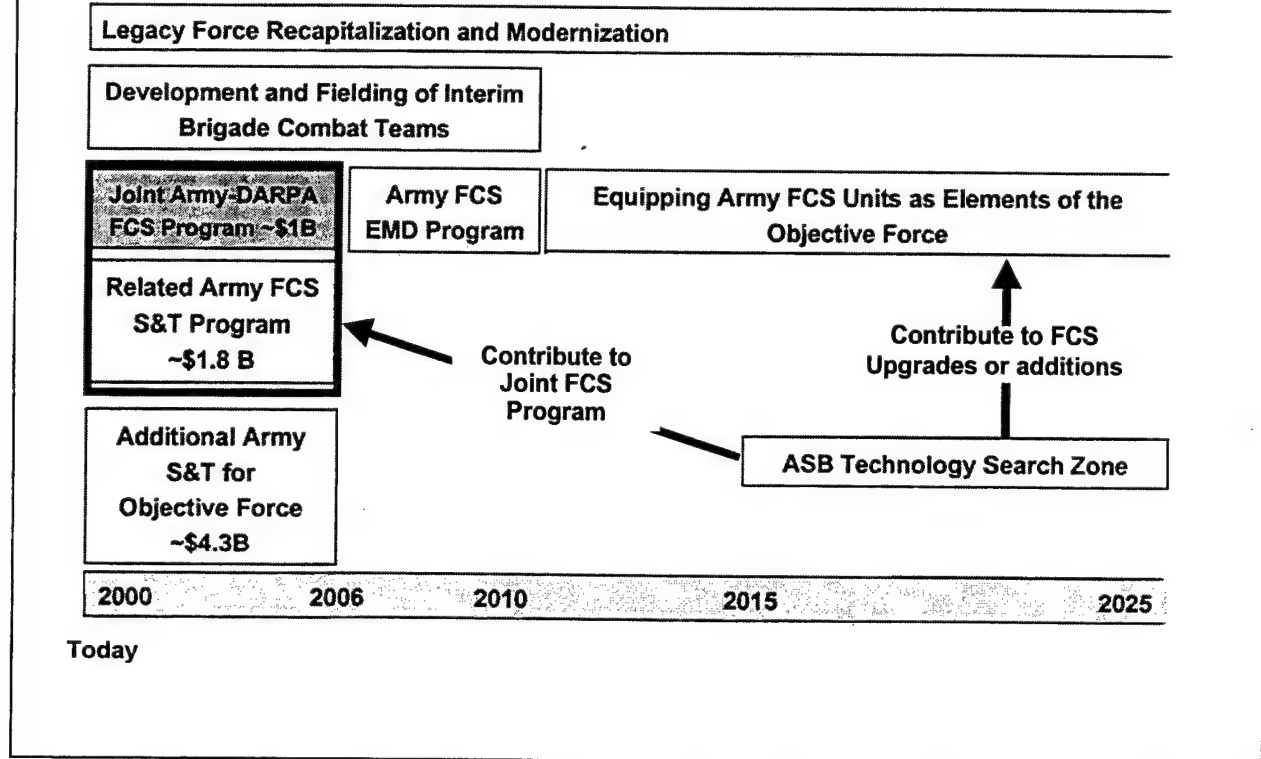 Legacy Force Recapitalization and Modernization
Development and Fielding of Interim
Brigade Combat Teams
Joint Army-DARPA
FCS Program ~$1B
Army FCS
EMD Program
Equipping Army FCS Units as Elements of the
Objective Force
Related Army FCS
S&T Program
~$1.8 B
Contribute to
Joint FCS
Program
Contribute to FCS
Upgrades or additions
Additional Army
S&T for
Objective Force
~$4.3B
ASB Technology Search Zone
2000 2006 2010 2015 2025
Today